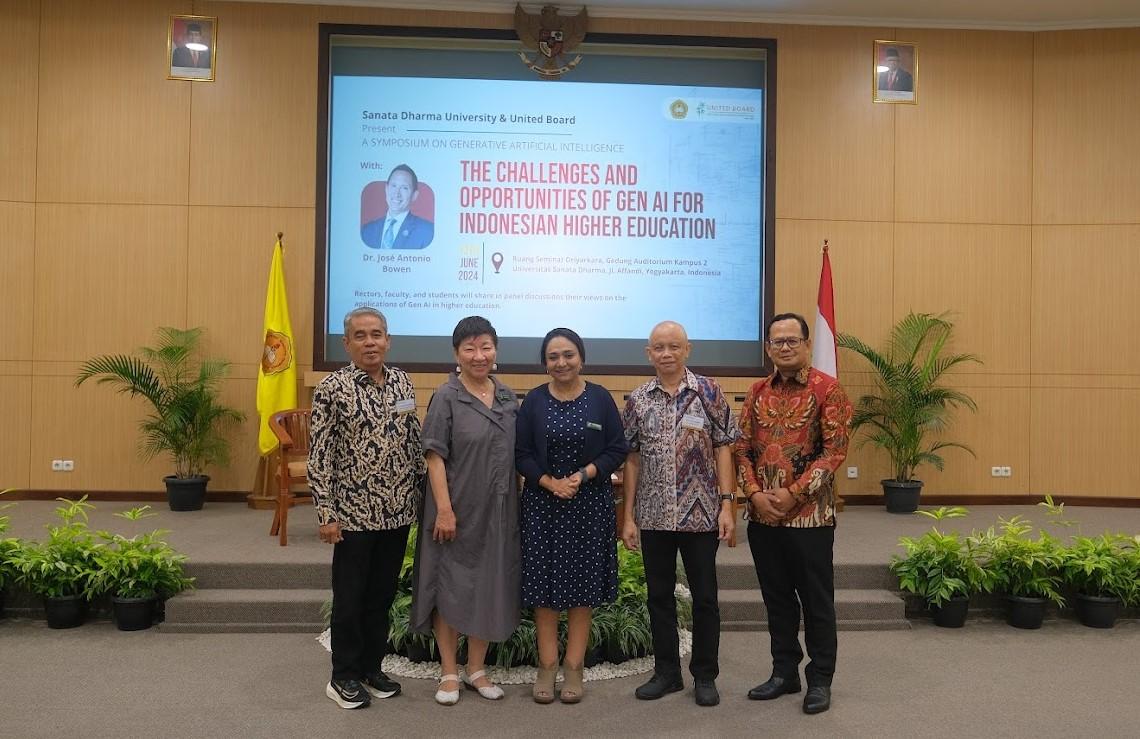 UNITED BOARD
Sanata Dharma University & United Board
Present
A SYMPOSIUM ON GENERATIVE ARTIFICIAL INTELLIGENCE
With:
THE CHALLENGES AND
OPPORTUNITIES OF GEN AI FOR
INDONESIAN HIGHER EDUCATION
Dr. José Antonio
Bowen
JUNE
2024
Ruang Seminar Driyarkara, Gedung Auditorium Kampus 2
Universitas Sanata Dharma, Jl. Affandi, Yogyakarta, Indonesia
Rectors, faculty, and students will share in panel discussions their views on the
applications of Gen Ai in higher education.